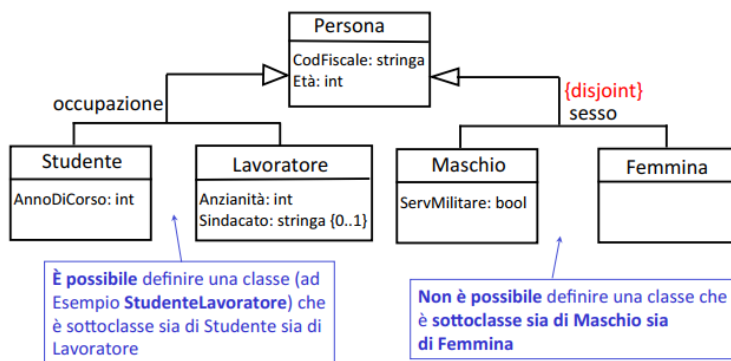 Persona
CodFiscale: stringa
Età: int
occupazione
{disjoint}
sesso
Studente
AnnoDiCorso: int
Lavoratore
Anzianità: int
Sindacato: stringa {0..1}
Maschio
ServMilitare: bool
Femmina
È possibile definire una classe (ad
Esempio StudenteLavoratore) che
è sottoclasse sia di Studente sia di
Lavoratore
Non è possibile definire una classe che
è sottoclasse sia di Maschio sia
di Femmina